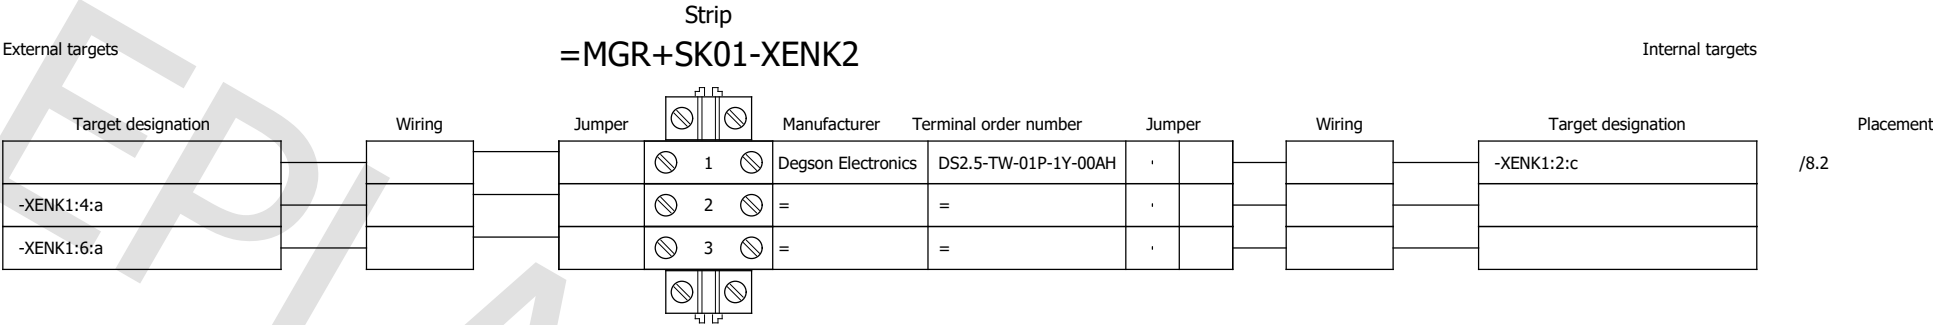 Strip
External targets =MGR+SK01-XENK2 Internal targets
Target designation Wiring Jumper Manufacturer Terminal order number Jumper Wiring Target designation Placement
1 Degson Electronics DS2.5-TW-01P-1Y-00AH -XENK1:2:c /8.2
-XENK1:4:a 2 = =
-XENK1:6:a 3 = =
EPLA